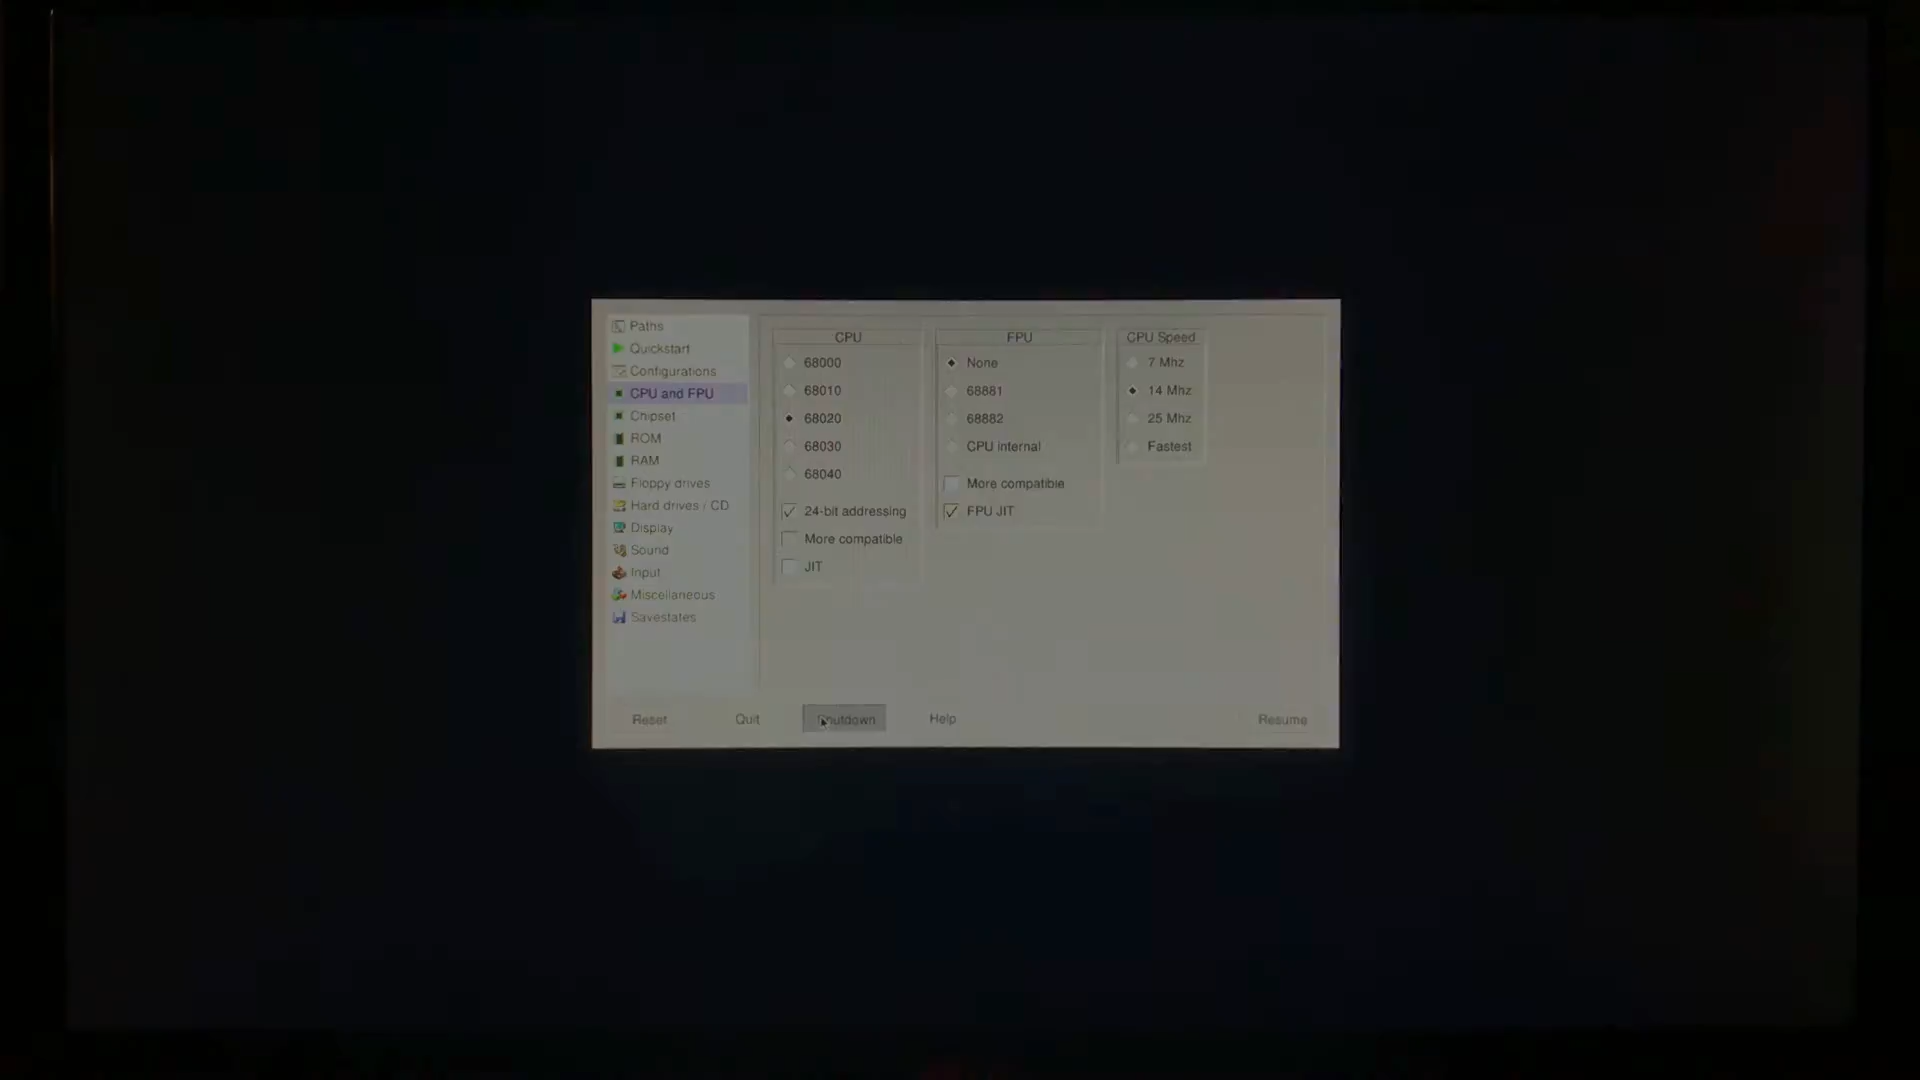 Paths
Quickstart
Configurations
CPU and FPU
Chipset
ROM
RAM
Floppy drives
Hard drives / CD
Display
Sound
Input
Miscellaneous
Savestates
CPU
68000
68010
68020
68030
68040
24-bit addressing
More compatible
JIT
FPU
None
68881
68882
CPU internal
More compatible
FPU JIT
CPU Speed
7 Mhz
14 Mhz
25 Mhz
Fastest
Reset Quit Shutdown Help Resume